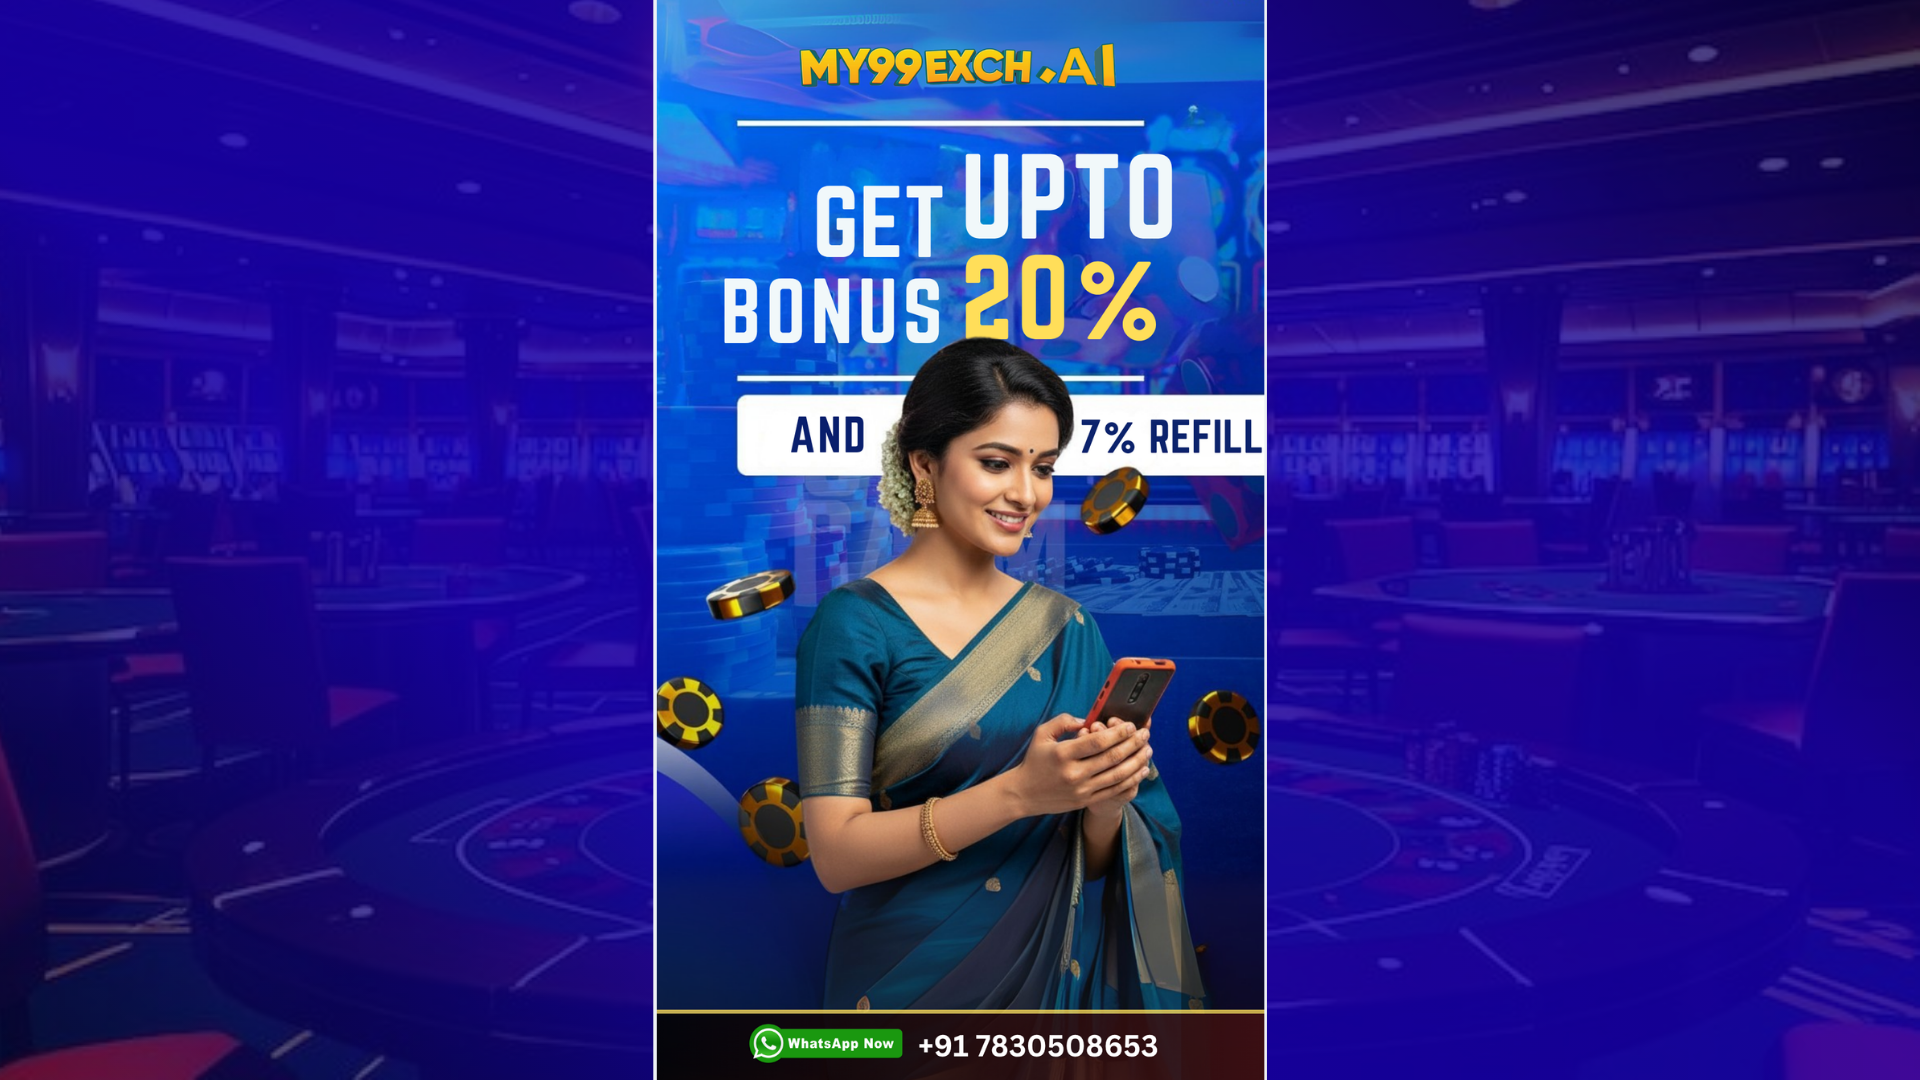 MY99EXCH.AI
GET UPTO
BONUS 20%
AND 7% REFILL
WhatsApp Now +91 7830508653